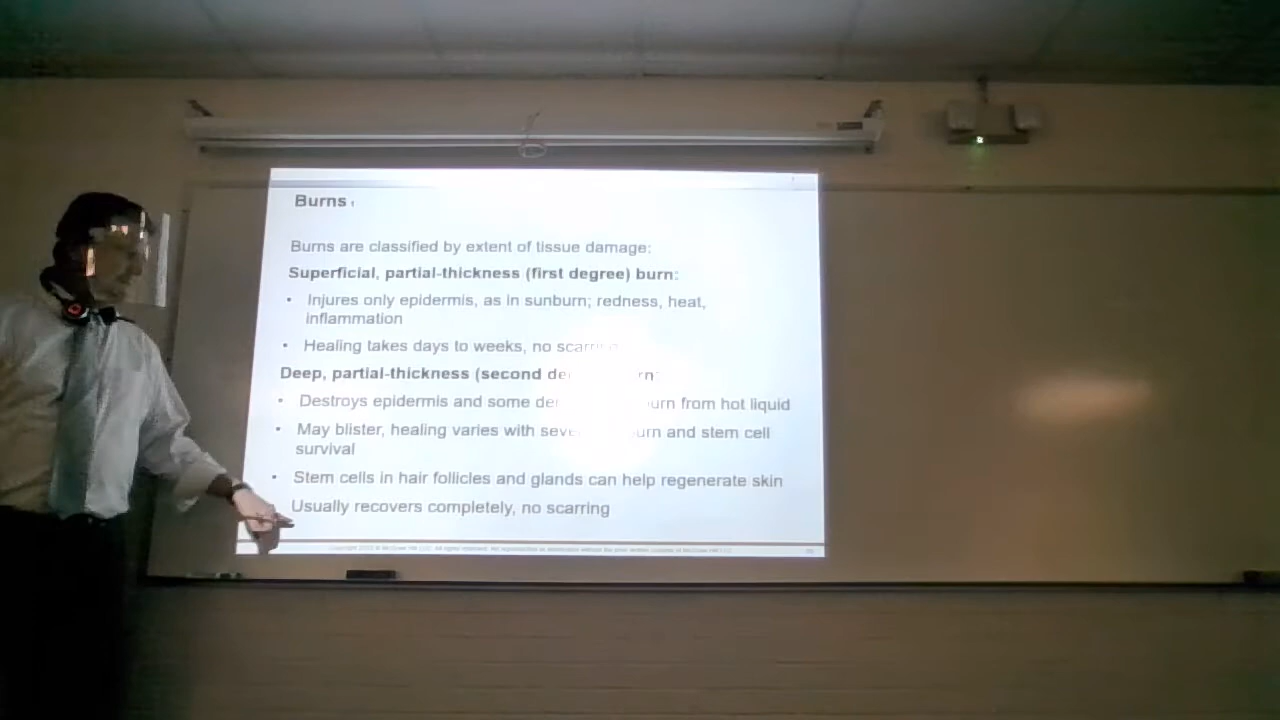 Burns 1
Burns are classified by extent of tissue damage:
Superficial, partial-thickness (first degree) burn:
• Injures only epidermis, as in sunburn; redness, heat,
inflammation
• Healing takes days to weeks, no
Deep, partial-thickness (second
• Destroys epidermis and some from hot liquid
• May blister, healing varies with and stem cell
survival
• Stem cells in hair follicles and glands can help regenerate skin
Usually recovers completely, no scarring